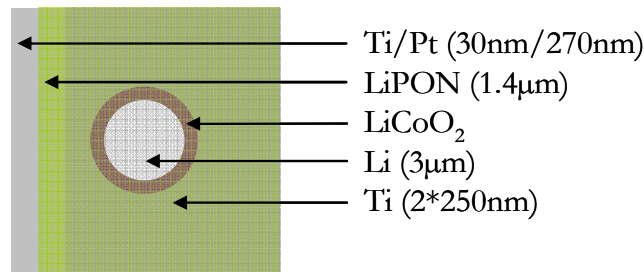 Ti/Pt (30nm/270nm)
LiPON (1.4μm)
LiCoO₂
Li (3μm)
Ti (2*250nm)